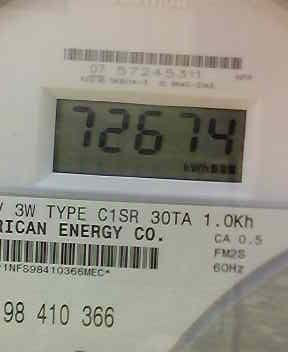 07 57245311
72674
kWh
V 3W TYPE C1SR 30TA 1.0Kh
RICAN ENERGY CO.
CA 0.5
FM2S
60Hz
*1NFS98410366MEC*
98 410 366